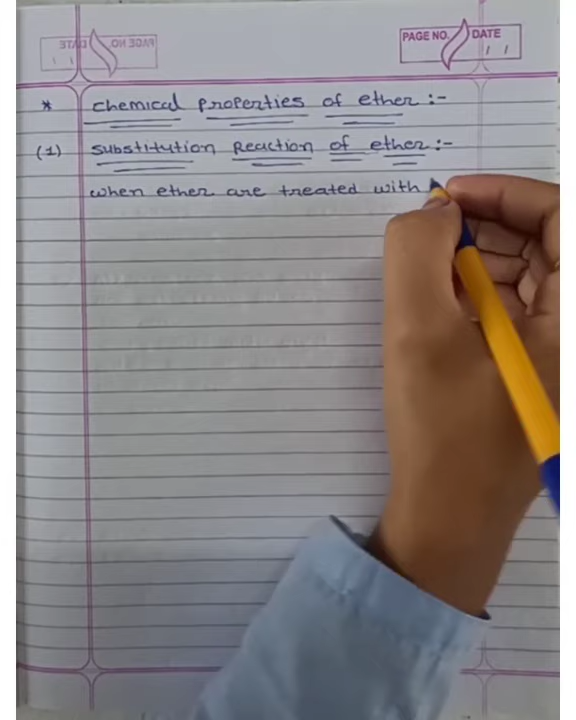 PAGE NO. DATE
/ /
* Chemical Properties of ether :-
(1) Substitution Reaction of ether :-
when ether are treated with